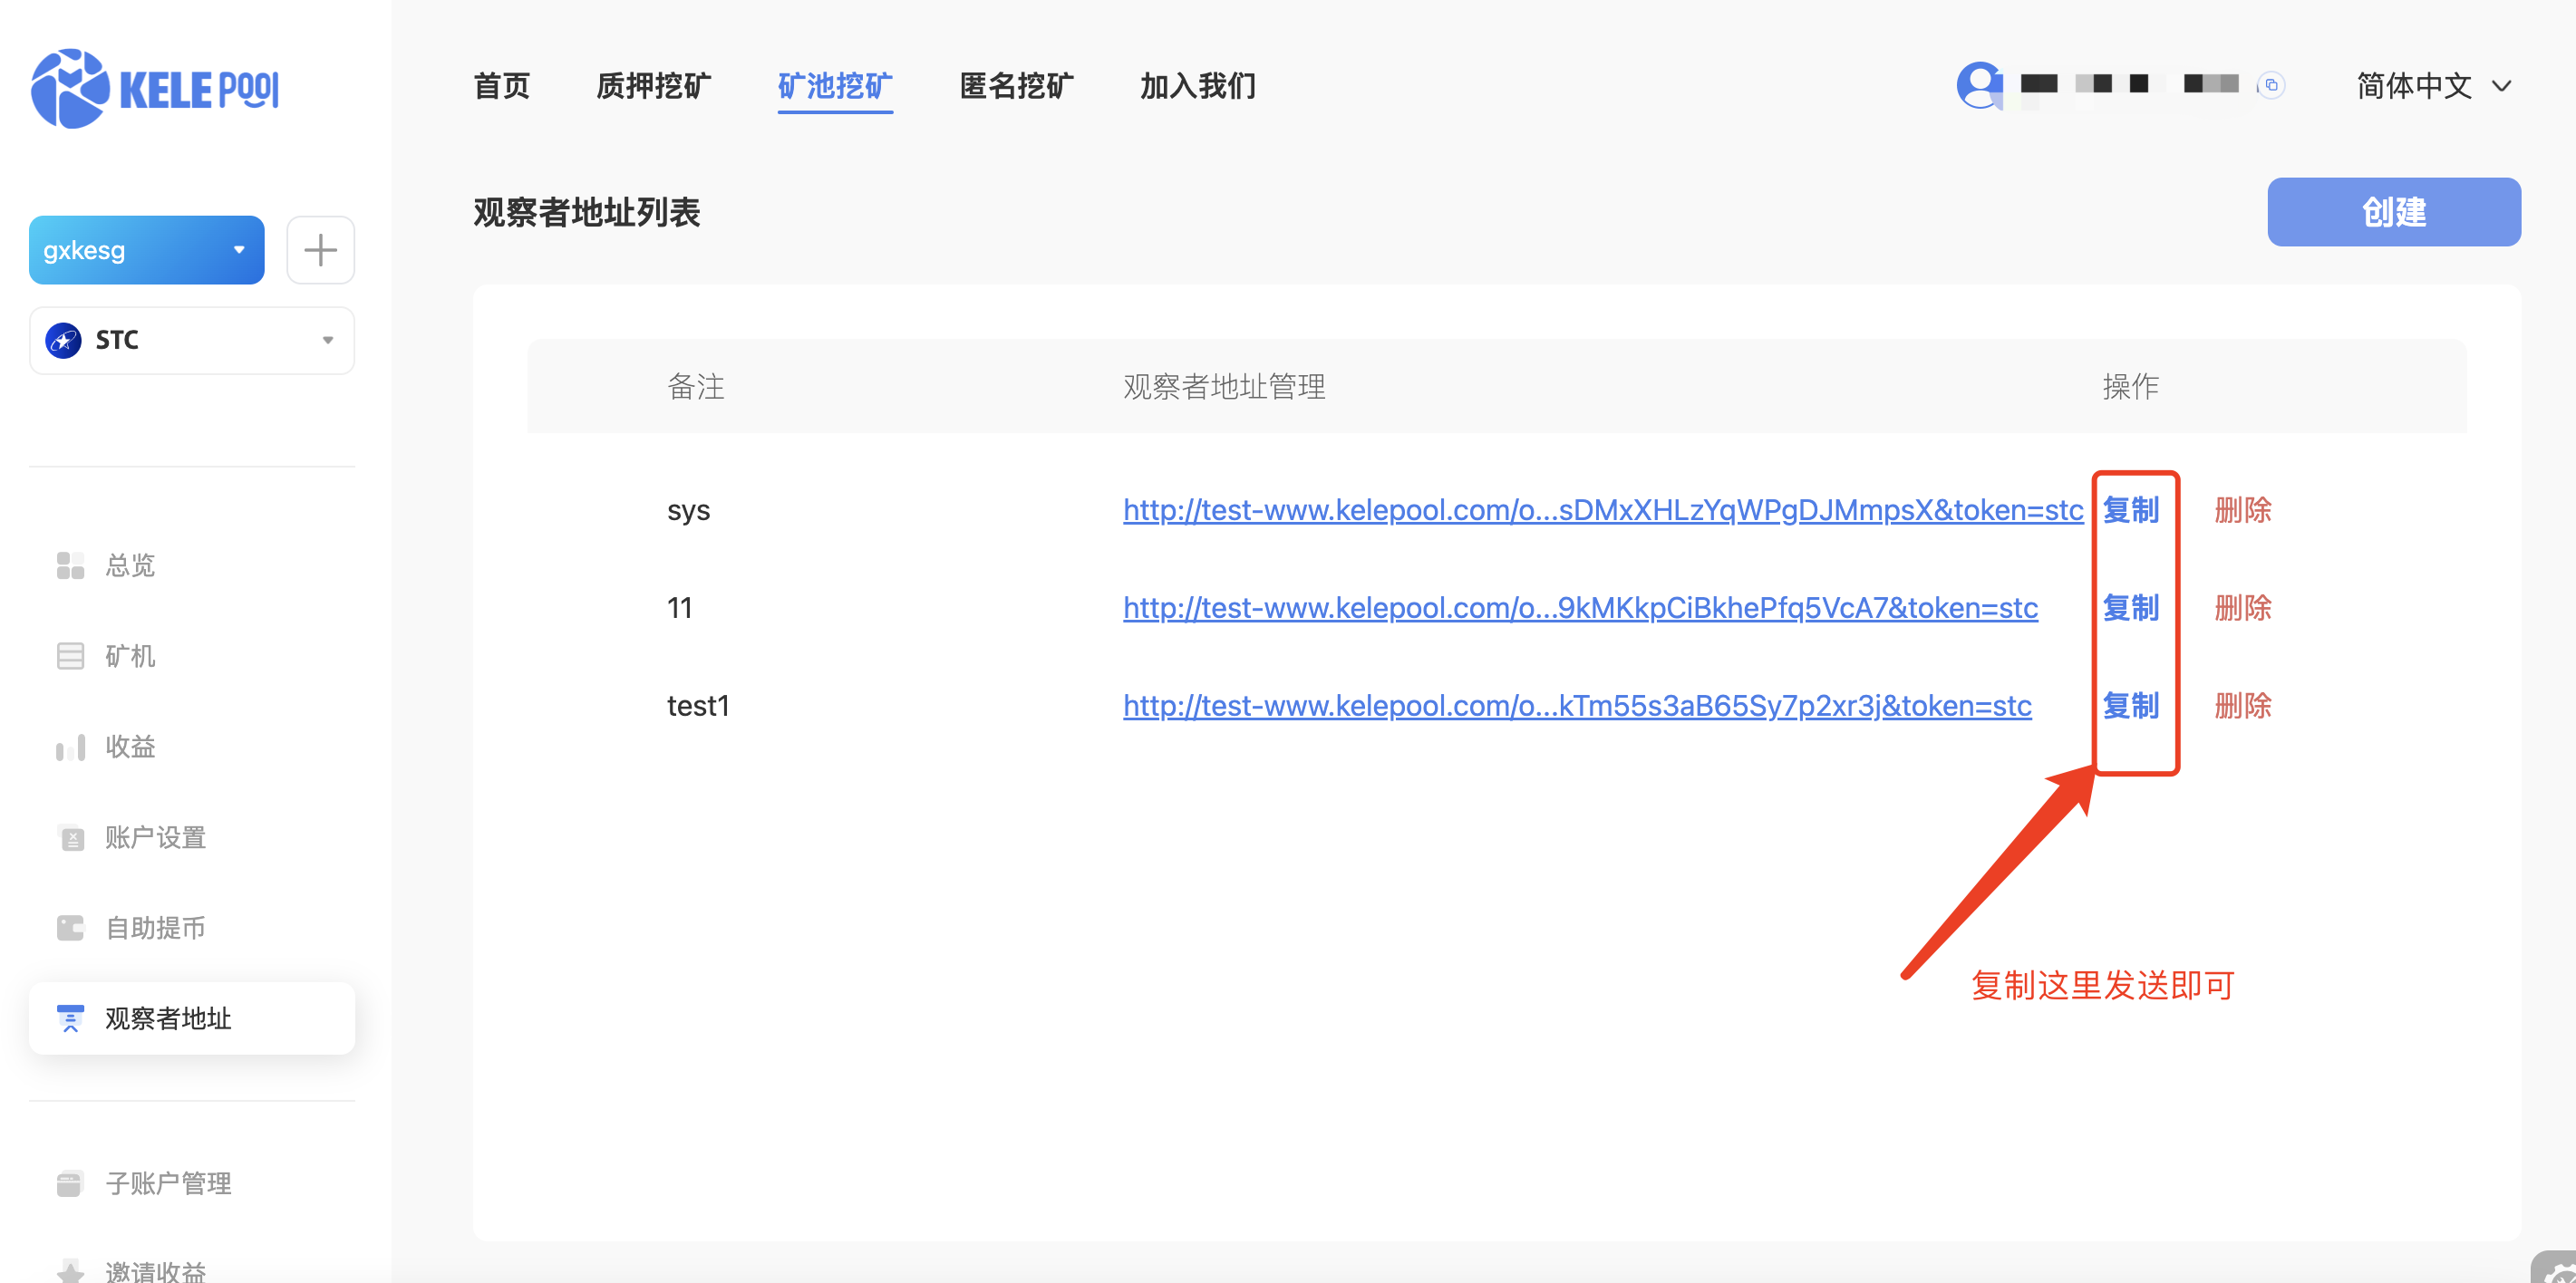 KELE POOL
首页 质押挖矿 矿池挖矿 匿名挖矿 加入我们
简体中文
gxkesg
STC
总览
矿机
收益
账户设置
自助提币
观察者地址
子账户管理
邀请收益
观察者地址列表
创建
备注 观察者地址管理 操作
sys http://test-www.kelepool.com/o...sDMxXHLzYqWPgDJMmpsX&token=stc 复制 删除
11 http://test-www.kelepool.com/o...9kMKkpCiBkhePfq5VcA7&token=stc 复制 删除
test1 http://test-www.kelepool.com/o...kTm55s3aB65Sy7p2xr3j&token=stc 复制 删除
复制这里发送即可